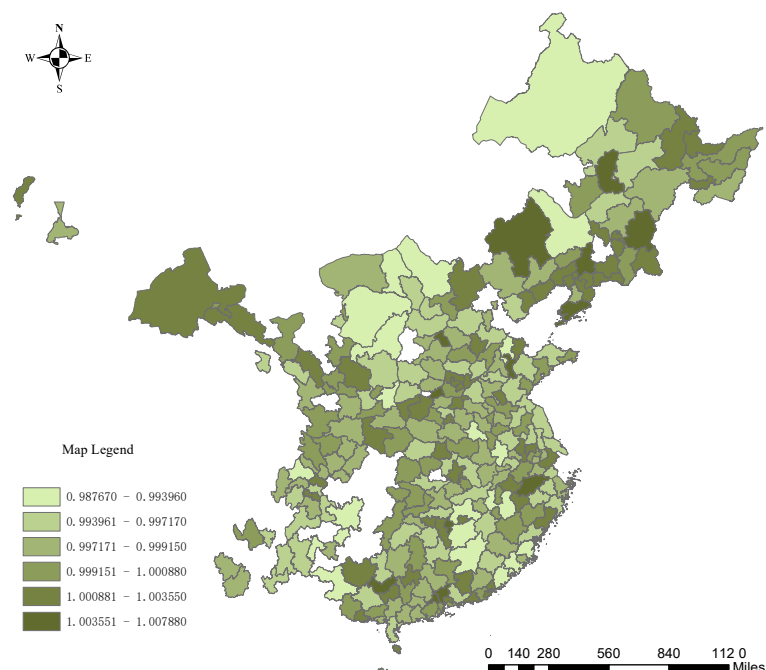 N
W E
S
Map Legend
0.987670 - 0.993960
0.993961 - 0.997170
0.997171 - 0.999150
0.999151 - 1.000880
1.000881 - 1.003550
1.003551 - 1.007880
0 140 280 560 840 112 0
Miles